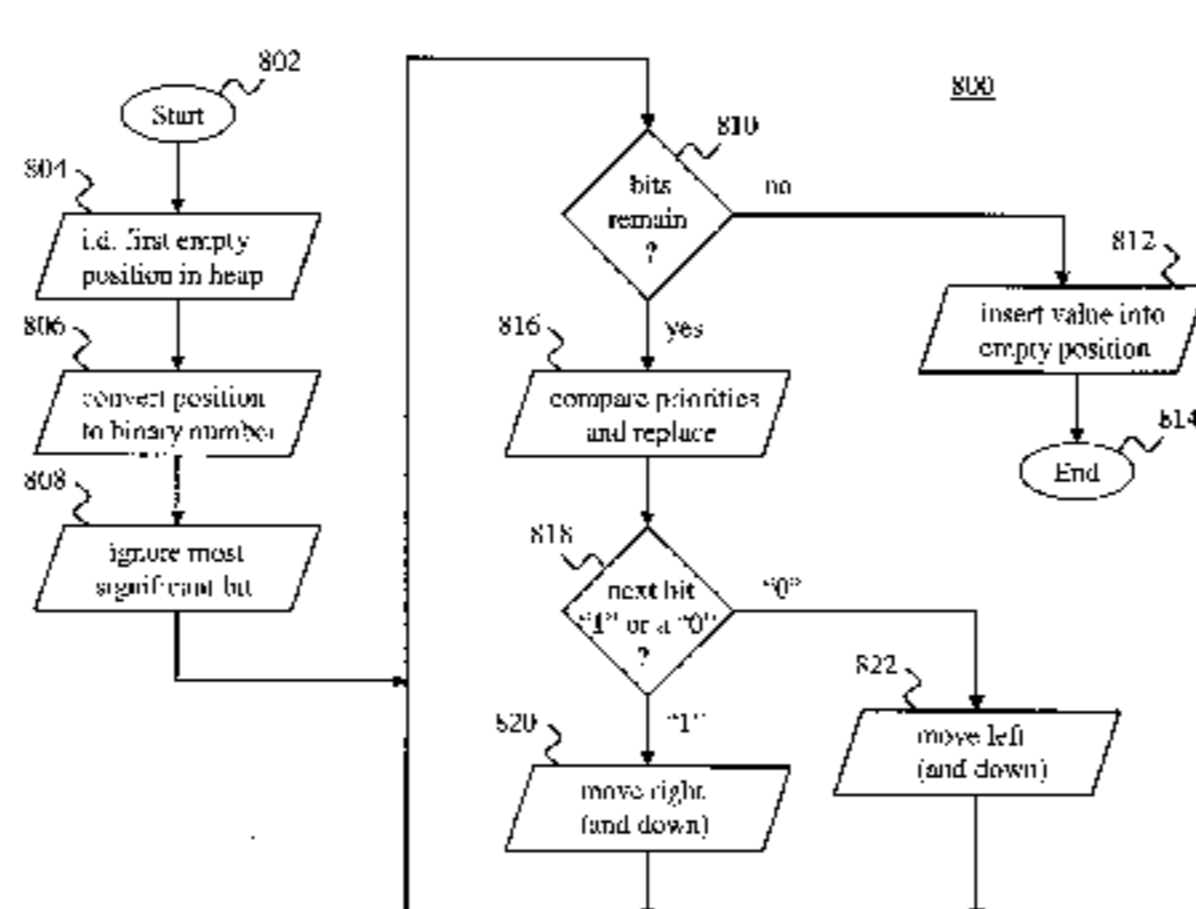 802
Start
804
i.d. first empty
position in heap
806
convert position
to binary number
808
ignore most
significant bit
800
810
bits
remain
?
no
812
insert value into
empty position
814
End
yes
816
compare priorities
and replace
818
next bit
"1" or a "0"
?
"0"
822
move left
(and down)
"1"
820
move right
(and down)